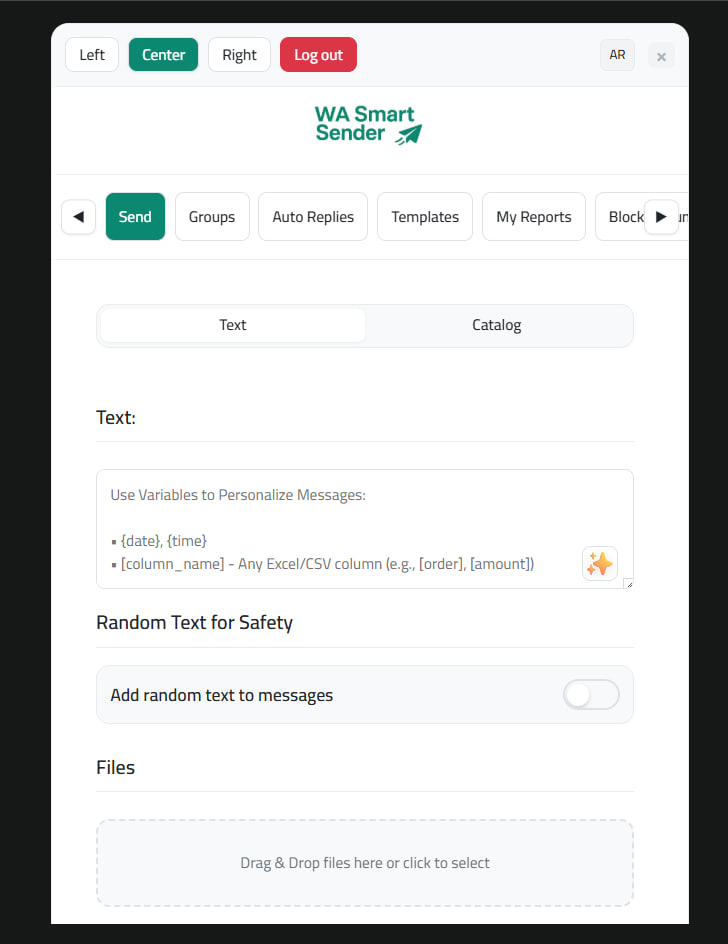 Left Center Right Log out AR ×
WA Smart
Sender
◀ Send Groups Auto Replies Templates My Reports Block ▶
Text Catalog
Text:
Use Variables to Personalize Messages:
▪ {date}, {time}
▪ [column_name] - Any Excel/CSV column (e.g., [order], [amount])
Random Text for Safety
Add random text to messages
Files
Drag & Drop files here or click to select